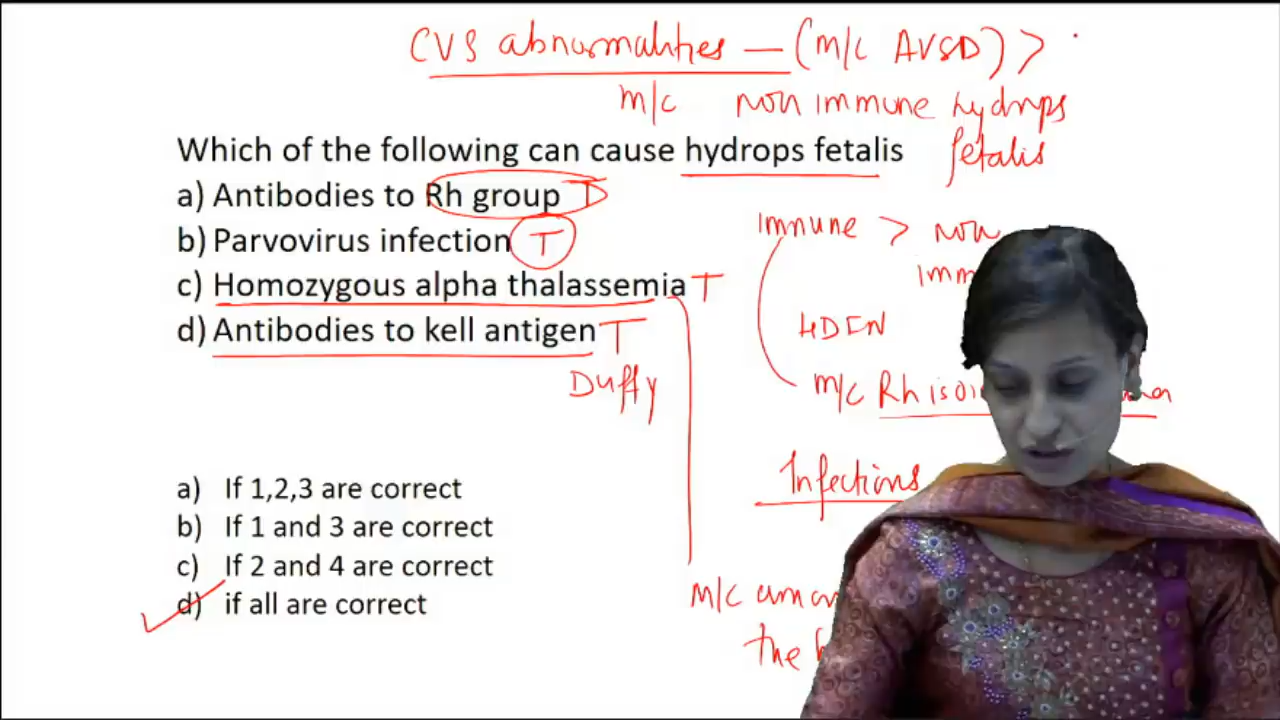 CVS abnormalities — (m/c AVSD) >
m/c non immune hydrops
fetalis
Which of the following can cause hydrops fetalis
a) Antibodies to Rh group T
b) Parvovirus infection T
c) Homozygous alpha thalassemia T
d) Antibodies to kell antigen T
Duffy
immune > non
HDFN
m/c Rh
Infections
m/c
the
a) If 1,2,3 are correct
b) If 1 and 3 are correct
c) If 2 and 4 are correct
d) if all are correct